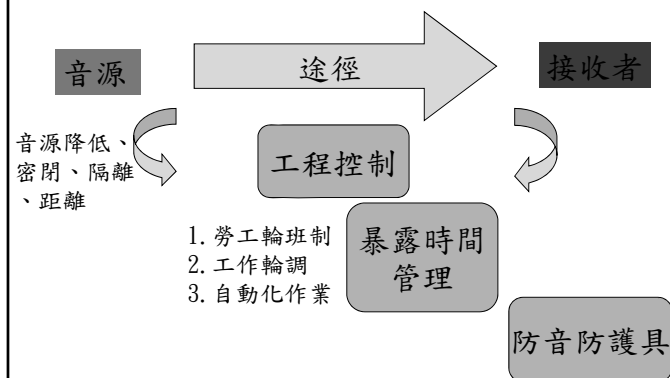 音源
途徑
接收者
音源降低、
密閉、隔離
、距離
工程控制
1.勞工輪班制
2.工作輪調
3.自動化作業
暴露時間
管理
防音防護具